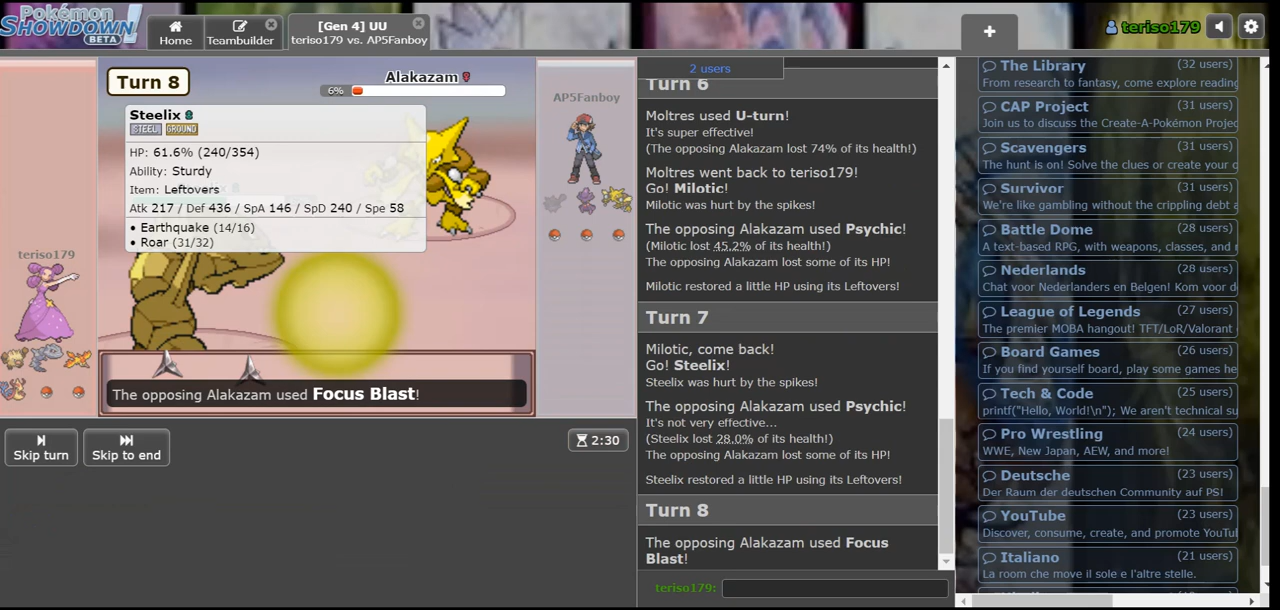 Pokémon
SHOWDOWN!
BETA
Home
Teambuilder
[Gen 4] UU
teriso179 vs. AP5Fanboy
+
teriso179
Turn 8
Alakazam
6%
Steelix
STEEL GROUND
HP: 61.6% (240/354)
Ability: Sturdy
Item: Leftovers
Atk 217 / Def 436 / SpA 146 / SpD 240 / Spe 58
• Earthquake (14/16)
• Roar (31/32)
teriso179
AP5Fanboy
The opposing Alakazam used Focus Blast!
Skip turn
Skip to end
2:30
2 users
Turn 6
Moltres used U-turn!
It's super effective!
(The opposing Alakazam lost 74% of its health!)
Moltres went back to teriso179!
Go! Milotic!
Milotic was hurt by the spikes!
The opposing Alakazam used Psychic!
(Milotic lost 45.2% of its health!)
The opposing Alakazam lost some of its HP!
Milotic restored a little HP using its Leftovers!
Turn 7
Milotic, come back!
Go! Steelix!
Steelix was hurt by the spikes!
The opposing Alakazam used Psychic!
It's not very effective...
(Steelix lost 28.0% of its health!)
The opposing Alakazam lost some of its HP!
Steelix restored a little HP using its Leftovers!
Turn 8
The opposing Alakazam used Focus
Blast!
teriso179:
The Library (32 users)
From research to fantasy, come explore reading
CAP Project (31 users)
Join us to discuss the Create-A-Pokémon Projec
Scavengers (31 users)
The hunt is on! Solve the clues or create your o
Survivor (31 users)
We're like gambling without the crippling debt a
Battle Dome (28 users)
A text-based RPG, with weapons, classes, and r
Nederlands (28 users)
Chat voor Nederlanders en Belgen! Kom voor d
League of Legends (27 users)
The premier MOBA hangout! TFT/LoR/Valorant
Board Games (26 users)
If you find yourself board, play some games he
Tech & Code (25 users)
printf("Hello, World!\n"); We aren't technical su
Pro Wrestling (24 users)
WWE, New Japan, AEW, and more!
Deutsche (23 users)
Der Raum der deutschen Community auf PS!
YouTube (23 users)
Discover, consume, create, and promote YouTul
Italiano (21 users)
La room che move il sole e l'altre stelle.